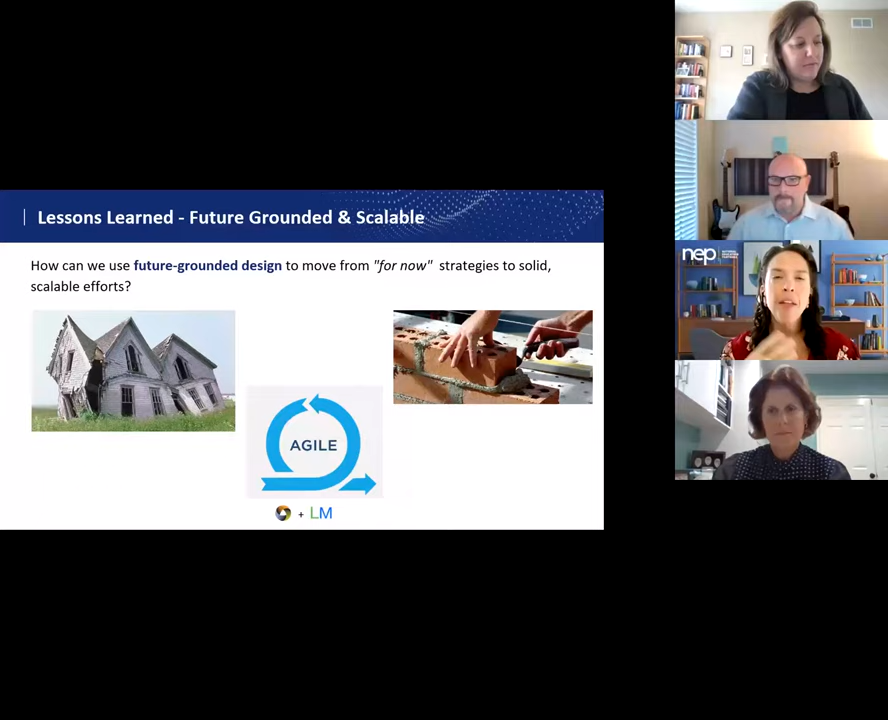 Lessons Learned - Future Grounded & Scalable
How can we use future-grounded design to move from "for now" strategies to solid,
scalable efforts?
AGILE
+ LM
nep